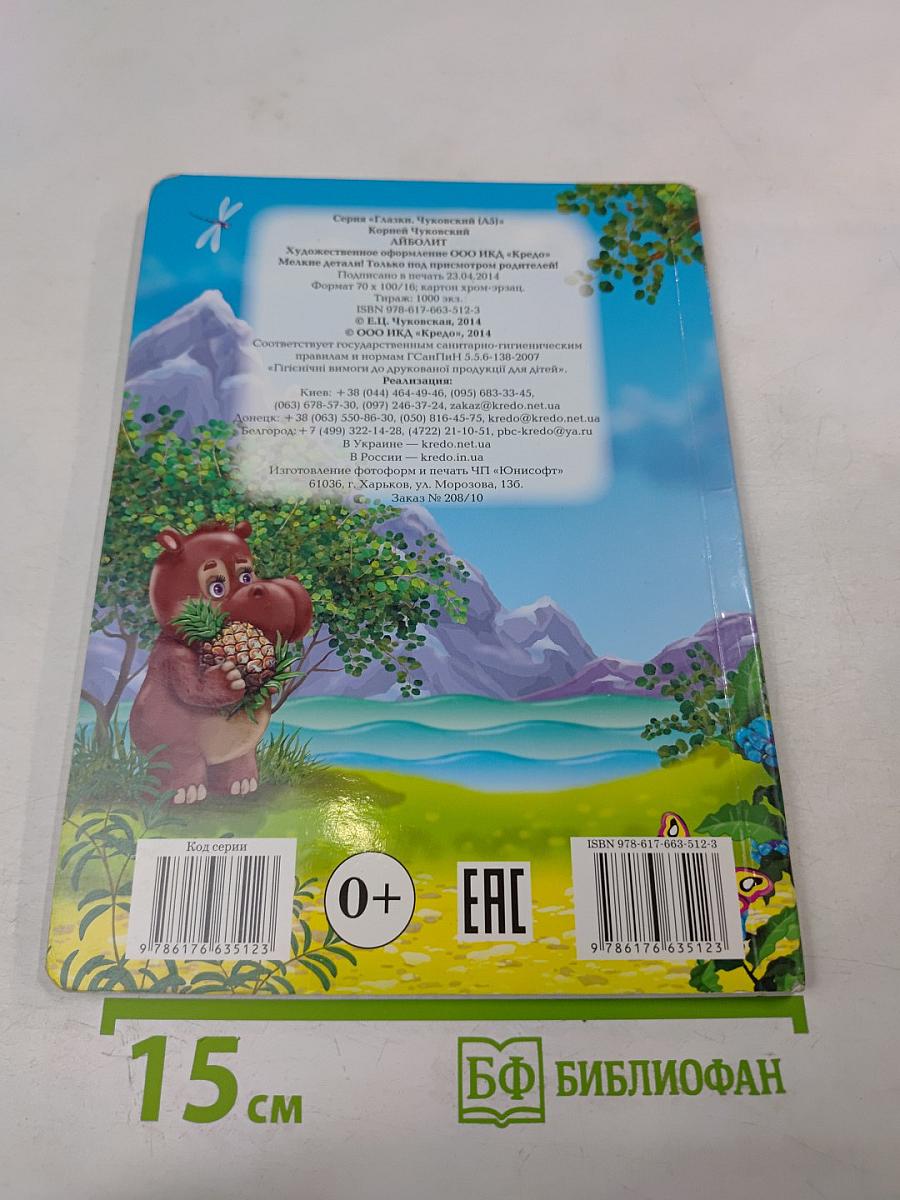 Серия «Глазки. Чуковский (А5)»
Корней Чуковский
АЙБОЛИТ
Художественное оформление ООО ИКД «Кредо»
Мелкие детали! Только под присмотром родителей!
Подписано в печать 23.04.2014
Формат 70 х 100/16; картон хром-эрзац.
Тираж: 1000 экз.
ISBN 978-617-663-512-3
© Е.Ц. Чуковская, 2014
© ООО ИКД «Кредо», 2014
Соответствует государственным санитарно-гигиеническим
правилам и нормам ГСанПиН 5.5.6-138-2007
«Гігієнічні вимоги до друкованої продукції для дітей».
Реализация:
Киев: +38 (044) 464-49-46, (095) 683-33-45,
(063) 678-57-30, (097) 246-37-24, zakaz@kredo.net.ua
Донецк: +38 (063) 550-86-30, (050) 816-45-75, kredo@kredo.net.ua
Белгород: +7 (499) 322-14-28, (4722) 21-10-51, pbc-kredo@ya.ru
В Украине — kredo.net.ua
В России — kredo.in.ua
Изготовление фотоформ и печать ЧП «Юнисофт»
61036, г. Харьков, ул. Морозова, 13б.
Заказ № 208/10
Код серии
9 786176 635123
0+
EAC
ISBN 978-617-663-512-3
9 786176 635123
15 см
БФ БИБЛИОФАН